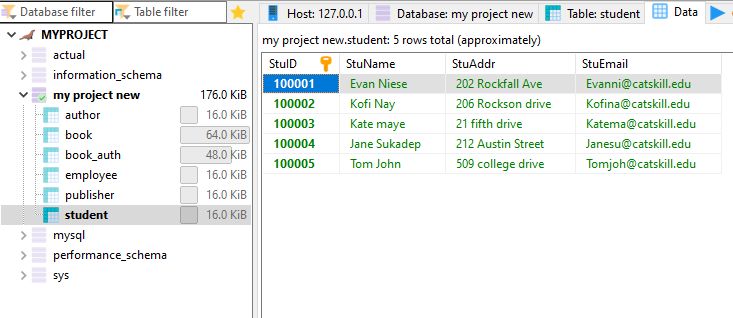 Database filter Table filter
MYPROJECT
actual
information_schema
my project new 176.0 KiB
author 16.0 KiB
book 64.0 KiB
book_auth 48.0 KiB
employee 16.0 KiB
publisher 16.0 KiB
student 16.0 KiB
mysql
performance_schema
sys
Host: 127.0.0.1 Database: my project new Table: student Data
my project new.student: 5 rows total (approximately)
StuID StuName StuAddr StuEmail
100001 Evan Niese 202 Rockfall Ave Evanni@catskill.edu
100002 Kofi Nay 206 Rockson drive Kofina@catskill.edu
100003 Kate maye 21 fifth drive Katema@catskill.edu
100004 Jane Sukadep 212 Austin Street Janesu@catskill.edu
100005 Tom John 509 college drive Tomjoh@catskill.edu